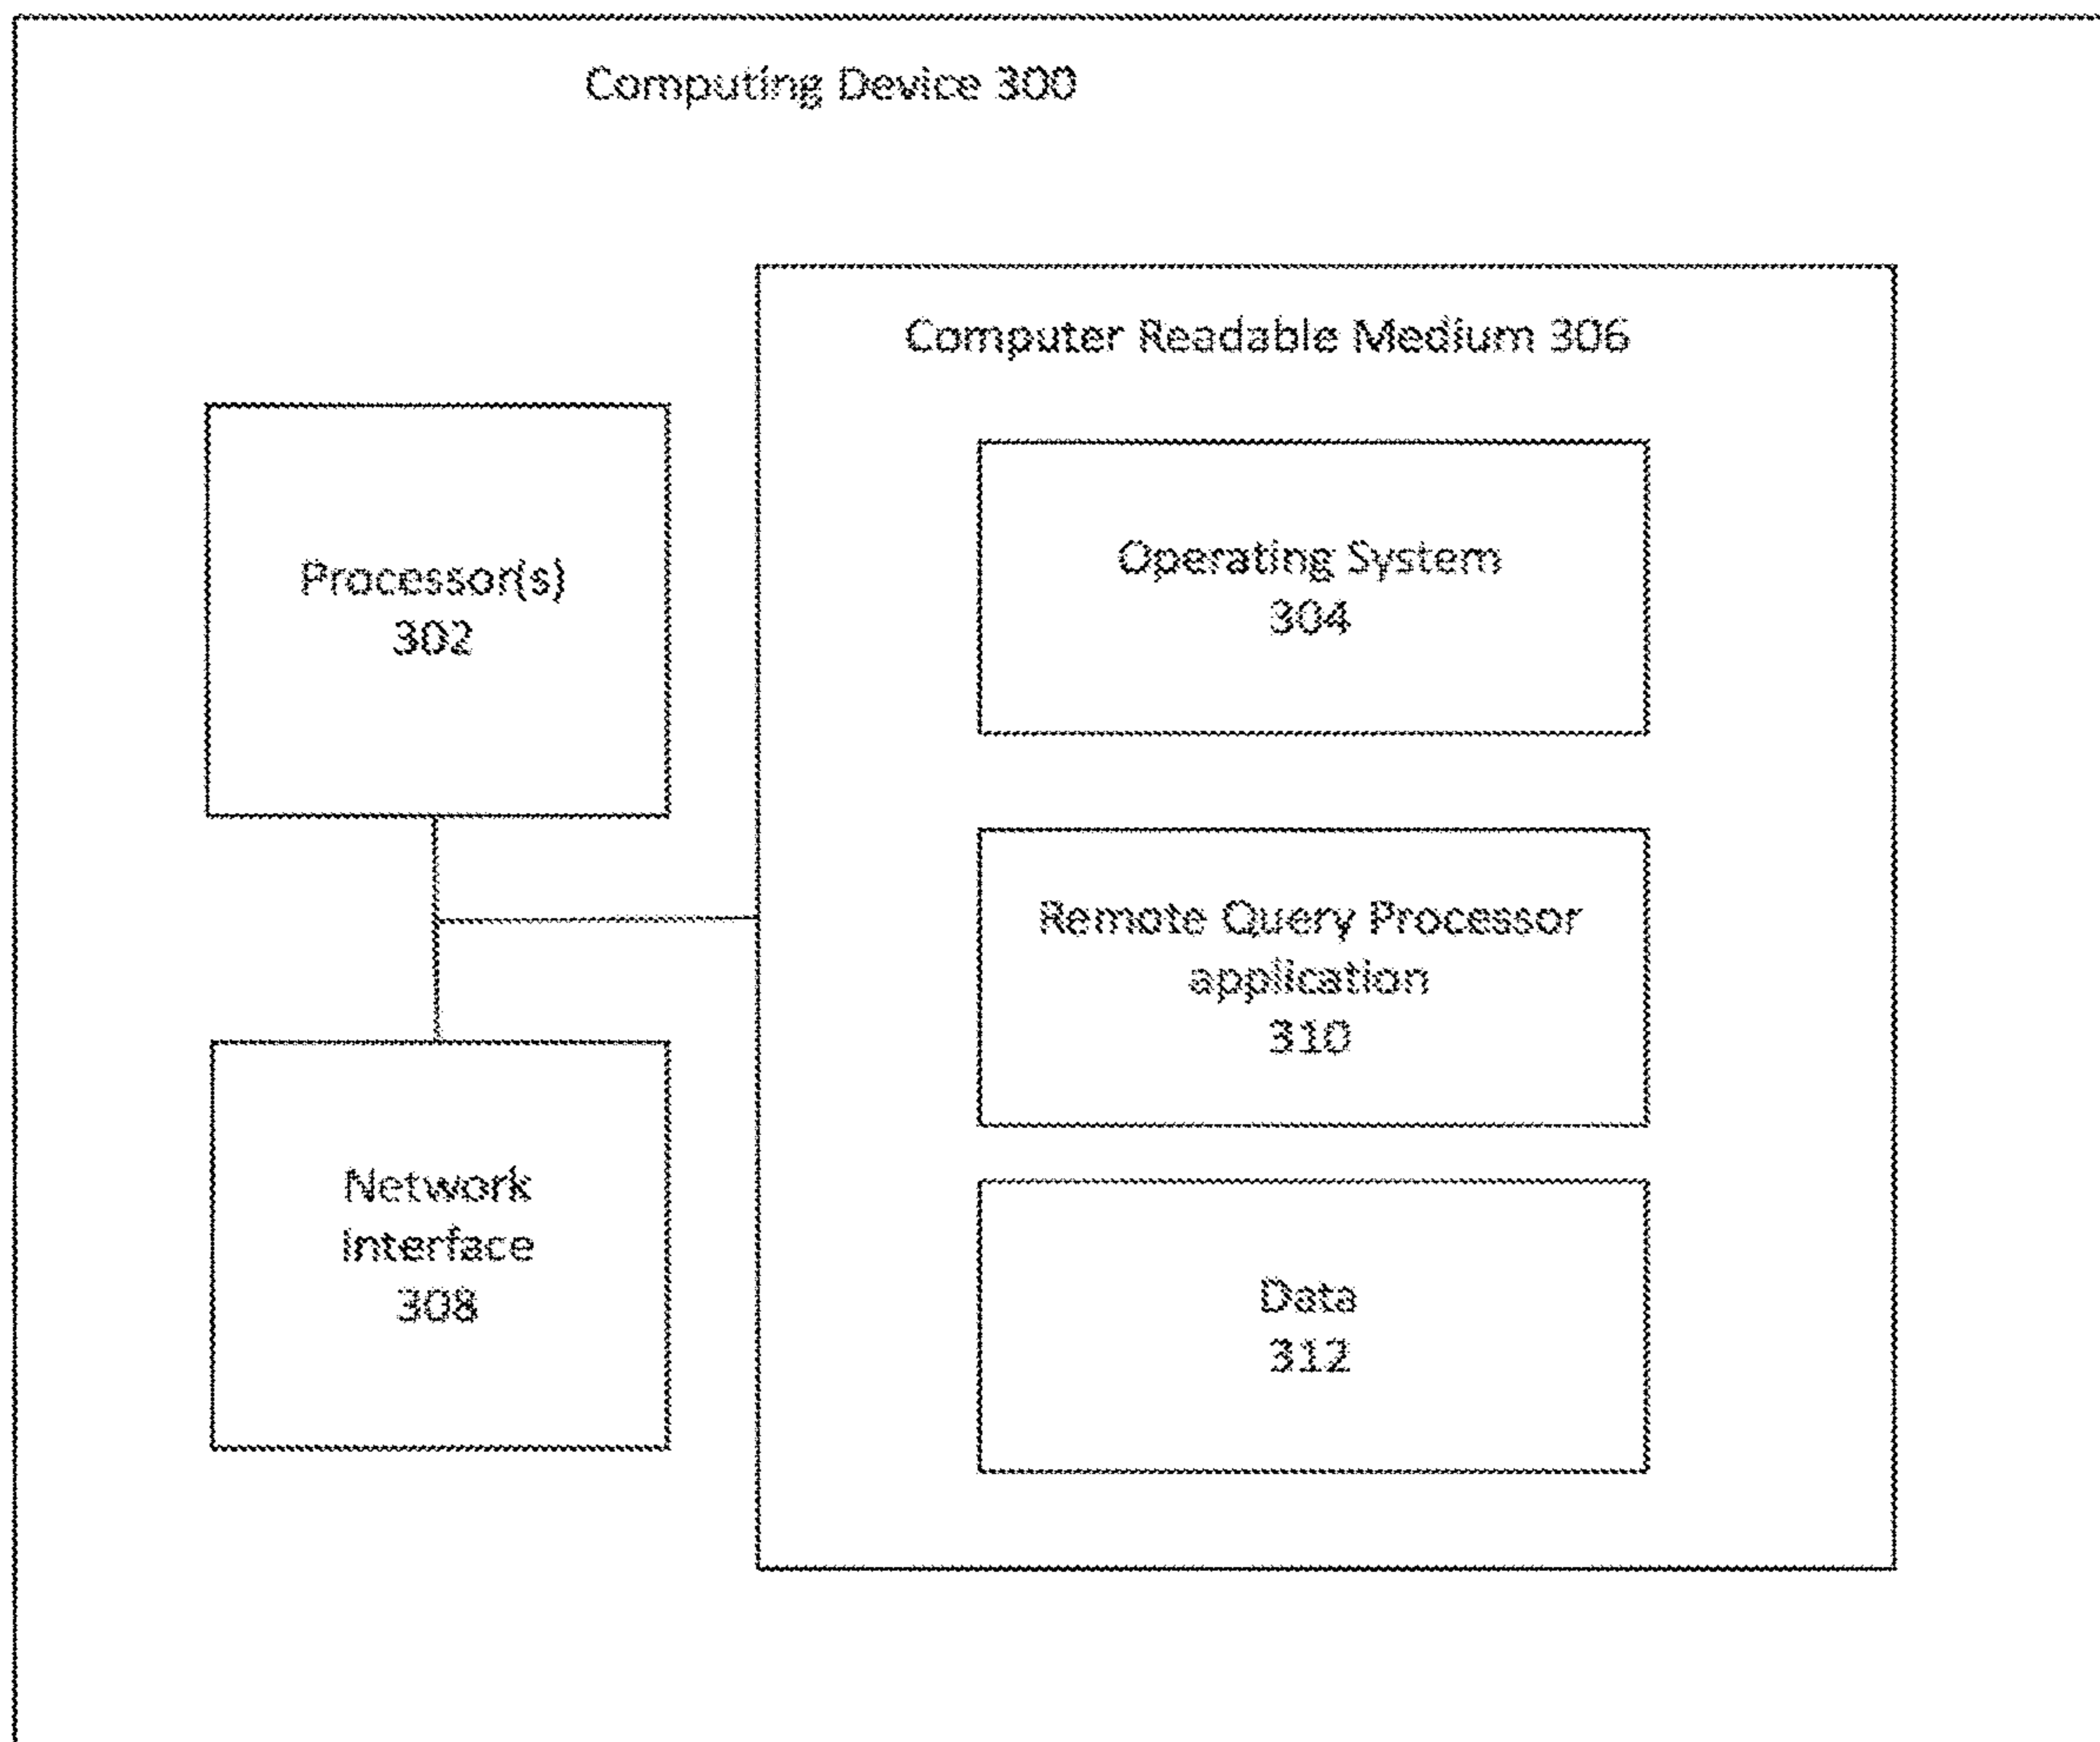 Computing Device 300
Computer Readable Medium 306
Processor(s)
302
Operating System
304
Remote Query Processor
application
310
Network
Interface
308
Data
312